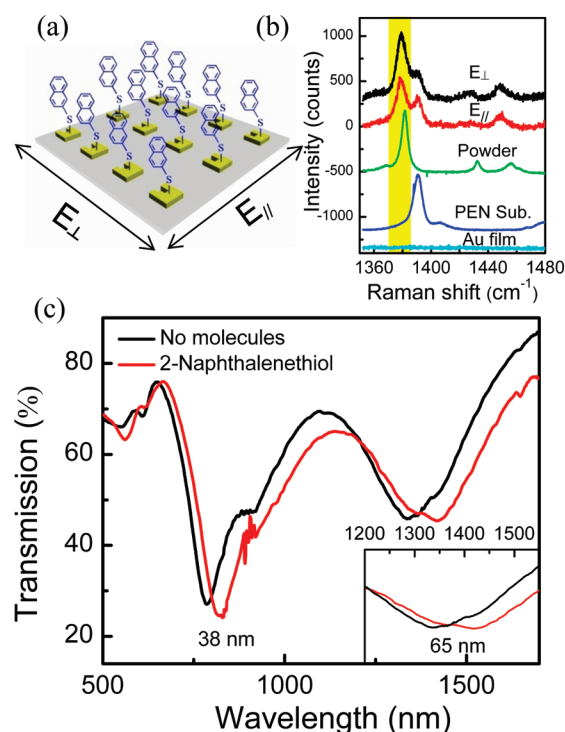 (a)
S S S S S S S S S S S S
E⊥
E//
(b)
Intensity (counts)
1000
500
0
-500
-1000
E⊥
E//
Powder
PEN Sub.
Au film
1360 1400 1440 1480
Raman shift (cm⁻¹)
(c)
Transmission (%)
80
60
40
20
No molecules
2-Naphthalenethiol
38 nm
1200 1300 1400 1500
65 nm
500 1000 1500
Wavelength (nm)